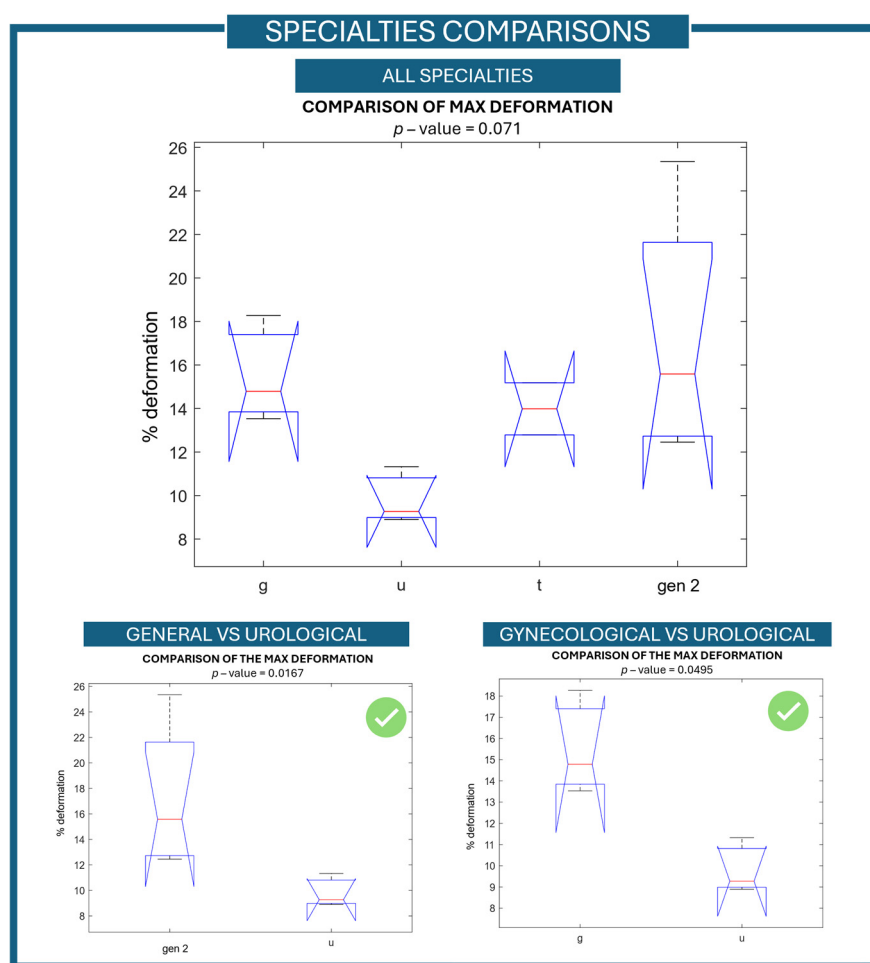 SPECIALTIES COMPARISONS
ALL SPECIALTIES
COMPARISON OF MAX DEFORMATION
p – value = 0.071
% deformation
26
24
22
20
18
16
14
12
10
8
g u t gen 2
GENERAL VS UROLOGICAL
COMPARISON OF THE MAX DEFORMATION
p – value = 0.0167
% deformation
26
24
22
20
18
16
14
12
10
8
gen 2 u
GYNECOLOGICAL VS UROLOGICAL
COMPARISON OF THE MAX DEFORMATION
p – value = 0.0495
% deformation
18
17
16
15
14
13
12
11
10
9
8
g u